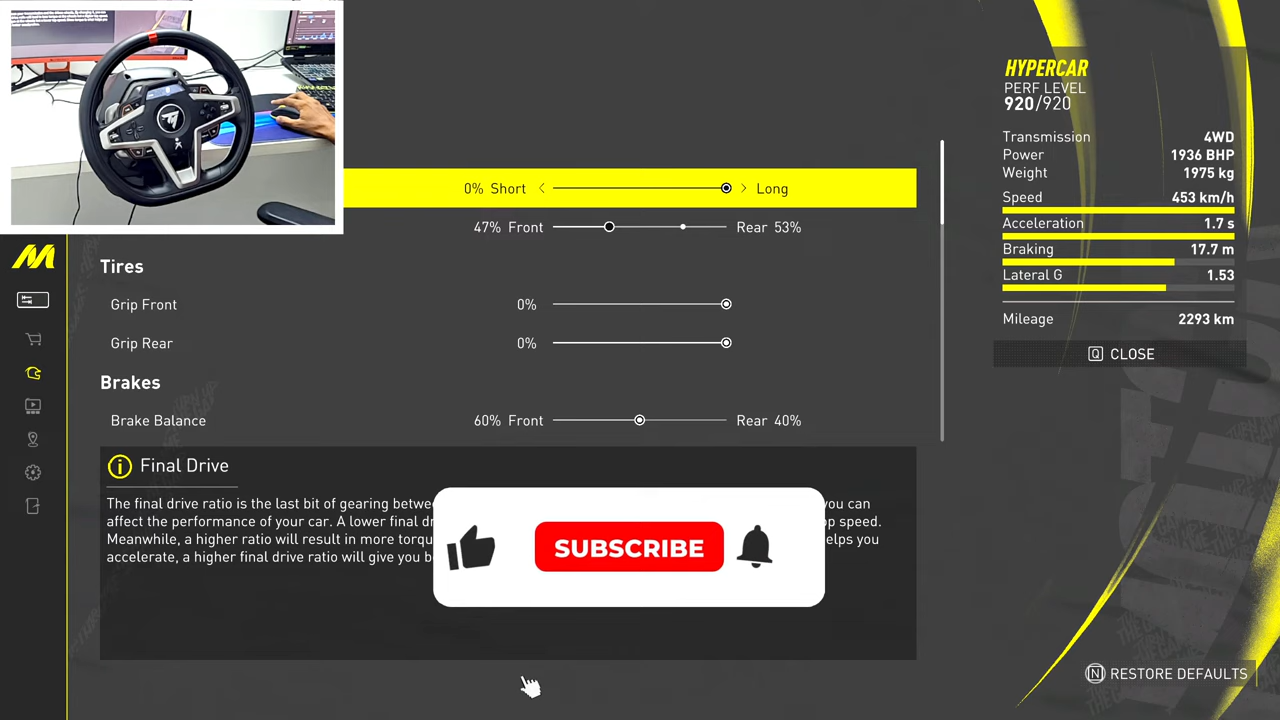 HYPERCAR
PERF LEVEL
920/920
Transmission 4WD
Power 1936 BHP
Weight 1975 kg
Speed 453 km/h
Acceleration 1.7 s
Braking 17.7 m
Lateral G 1.53
Mileage 2293 km
Q CLOSE
0% Short Long
47% Front Rear 53%
Tires
Grip Front 0%
Grip Rear 0%
Brakes
Brake Balance 60% Front Rear 40%
Final Drive
The final drive ratio is the last bit of gearing you can
affect the performance of your car. A lower final speed.
Meanwhile, a higher ratio will result in more you
accelerate, a higher final drive ratio will give you
SUBSCRIBE
N RESTORE DEFAULTS